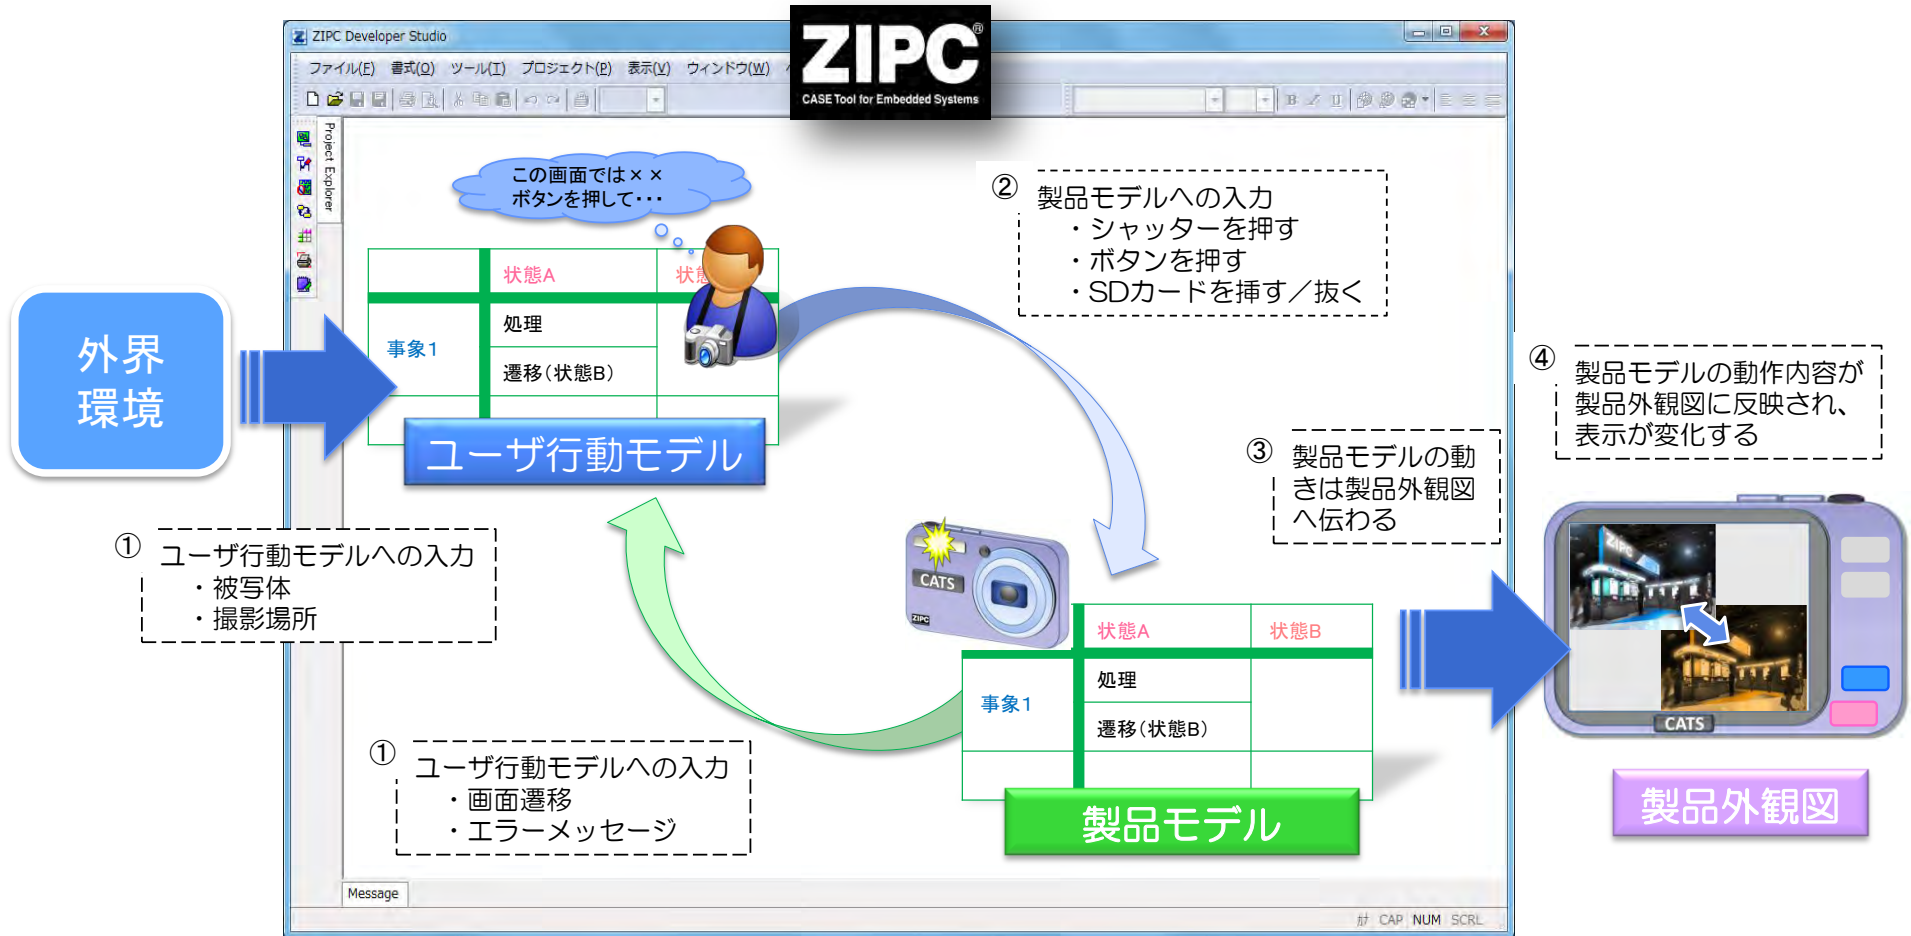 ZIPC Developer Studio
ファイル(F) 書式(O) ツール(T) プロジェクト(P) 表示(V) ウィンドウ(W)
ZIPC®
CASE Tool for Embedded Systems
B U
Project Explorer
この画面では××
ボタンを押して・・・
状態A
状態
事象1
処理
遷移(状態B)
ユーザ行動モデル
外界
環境
① ユーザ行動モデルへの入力
・被写体
・撮影場所
② 製品モデルへの入力
・シャッターを押す
・ボタンを押す
・SDカードを挿す／抜く
③ 製品モデルの動
きは製品外観図
へ伝わる
④ 製品モデルの動作内容が
製品外観図に反映され、
表示が変化する
CATS
ZIPC
状態A 状態B
事象1
処理
遷移(状態B)
製品モデル
① ユーザ行動モデルへの入力
・画面遷移
・エラーメッセージ
ZIPC
CATS
製品外観図
Message
CAP NUM SCRL